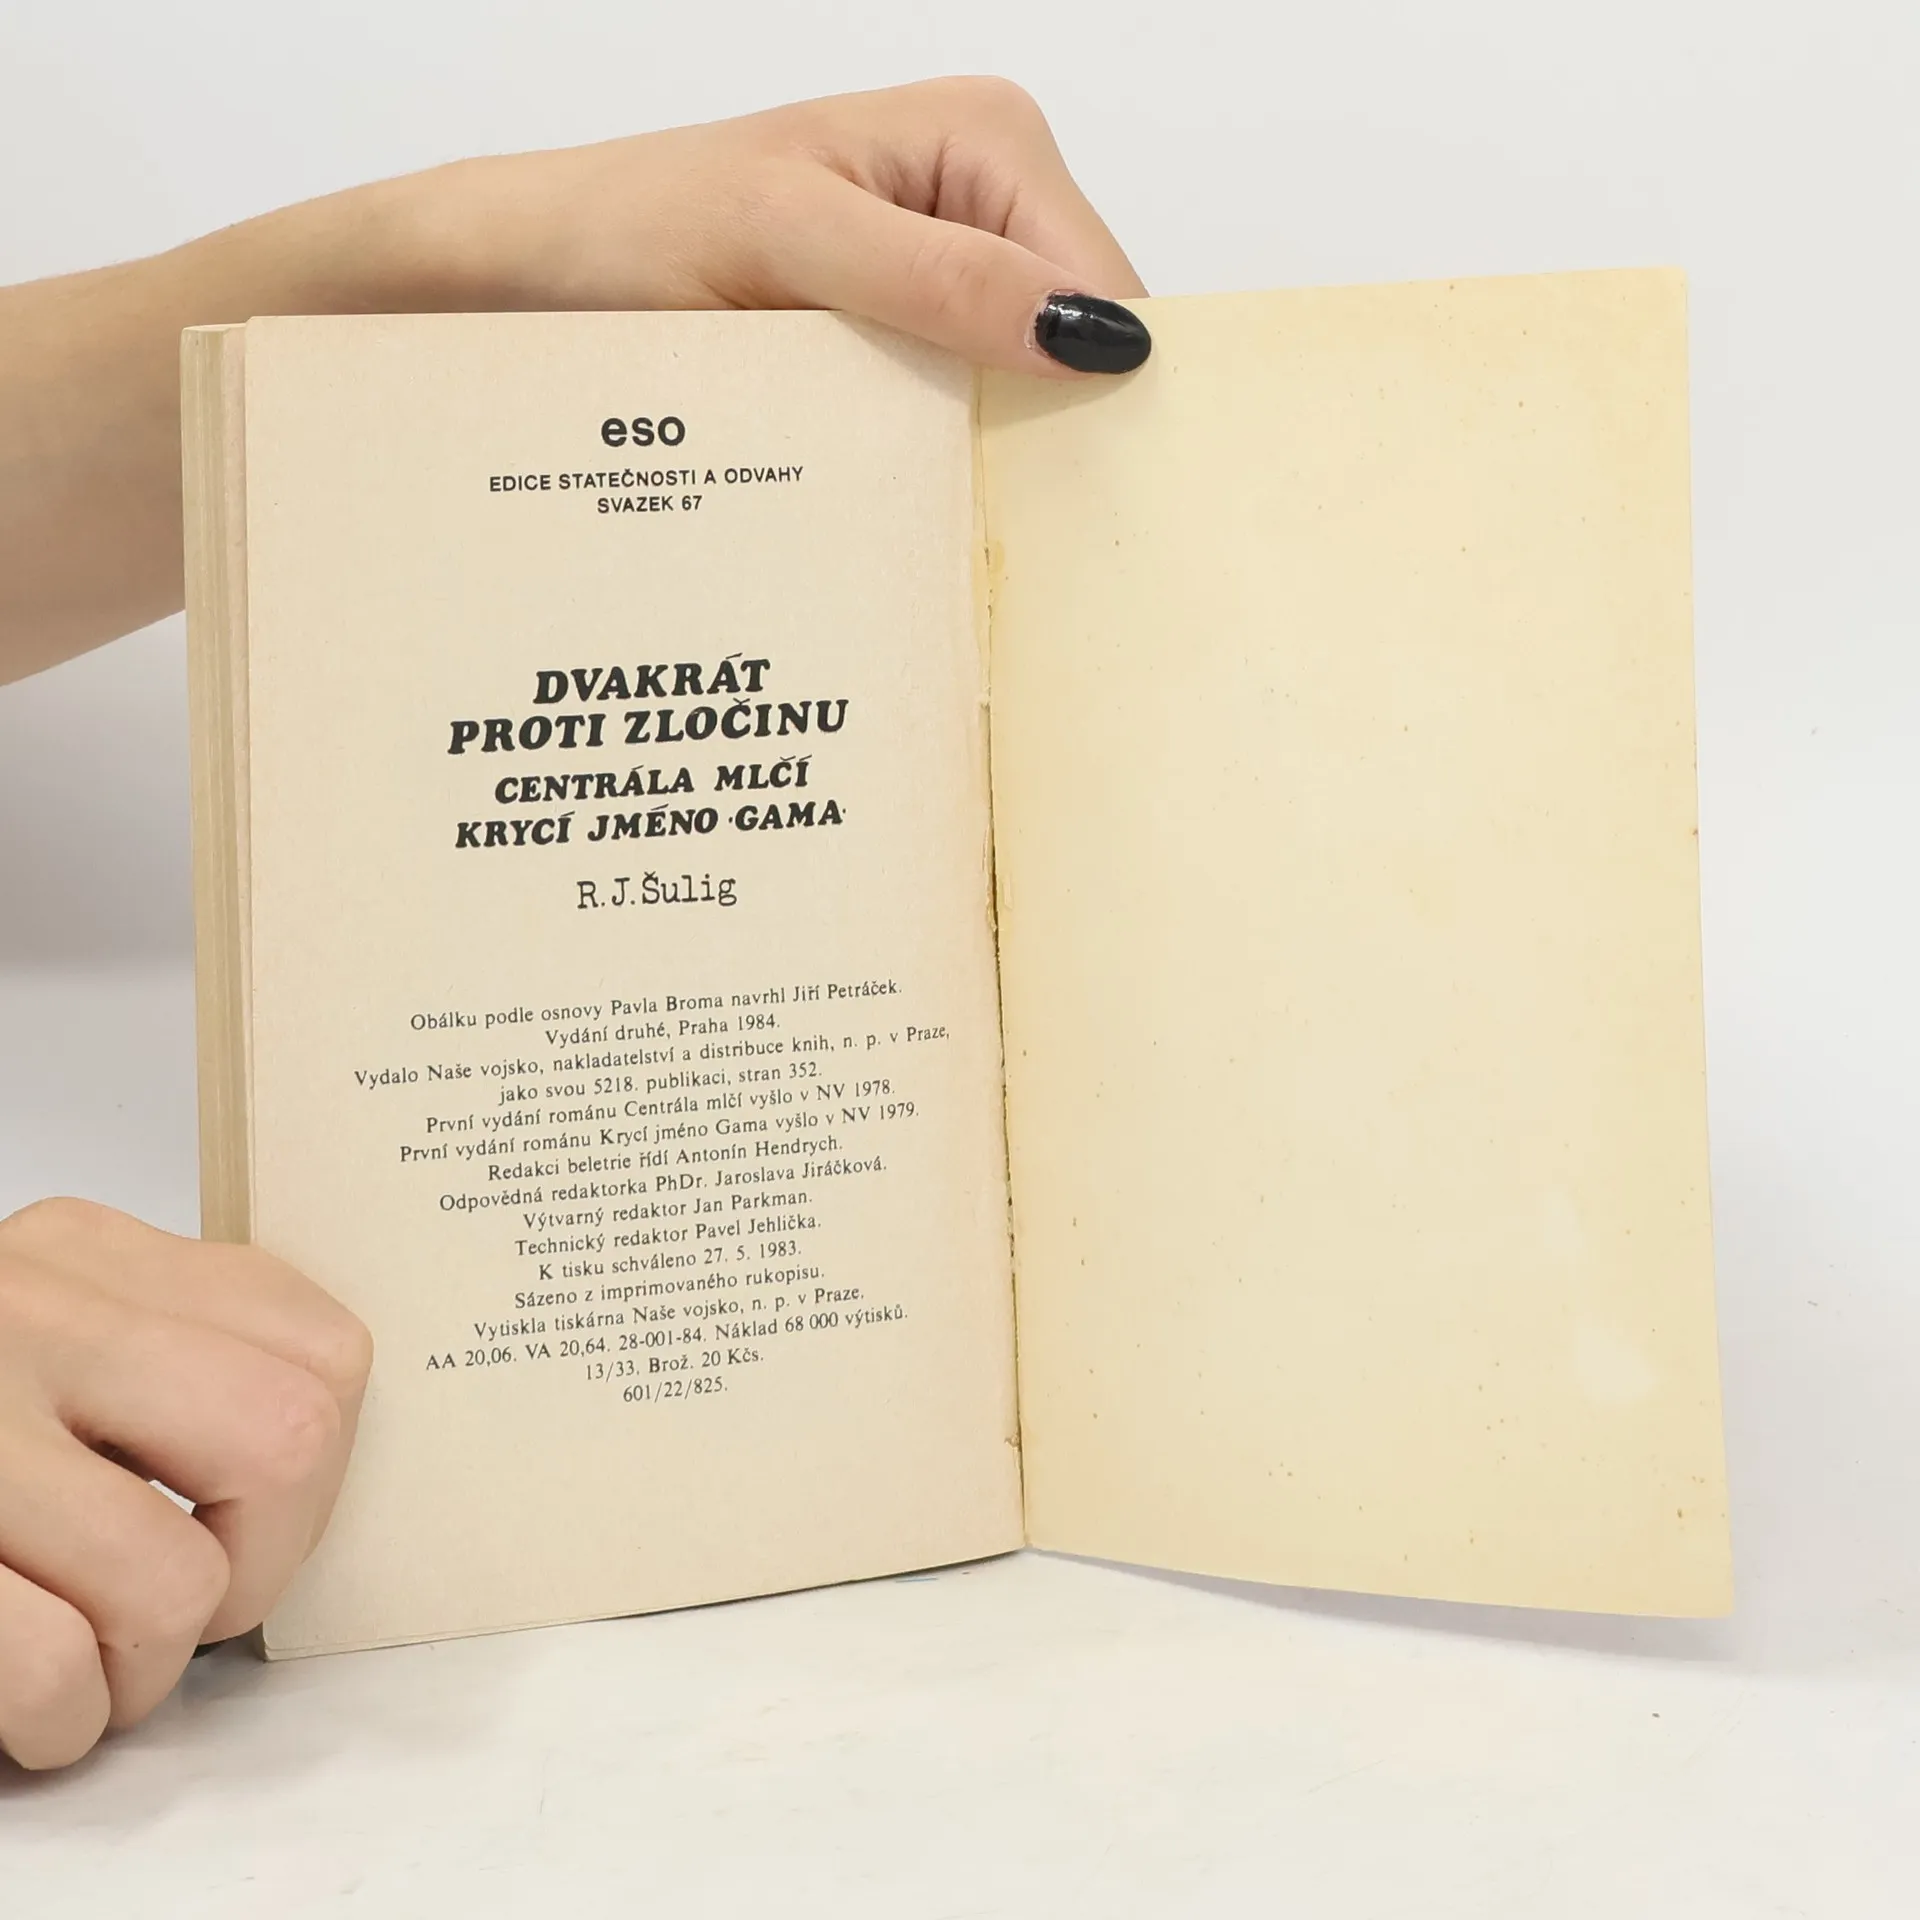 eso
EDICE STATEČNOSTI A ODVAHY
SVAZEK 67
DVAKRÁT
PROTI ZLOČINU
CENTRÁLA MLČÍ
KRYCÍ JMÉNO ·GAMA·
R.J.Šulig
Obálku podle osnovy Pavla Broma navrhl Jiří Petráček.
Vydání druhé, Praha 1984.
Vydalo Naše vojsko, nakladatelství a distribuce knih, n. p. v Praze,
jako svou 5218. publikaci, stran 352.
První vydání románu Centrála mlčí vyšlo v NV 1978.
První vydání románu Krycí jméno Gama vyšlo v NV 1979.
Redakci beletrie řídí Antonín Hendrych.
Odpovědná redaktorka PhDr. Jaroslava Jiráčková.
Výtvarný redaktor Jan Parkman.
Technický redaktor Pavel Jehlička.
K tisku schváleno 27. 5. 1983.
Sázeno z imprimovaného rukopisu.
Vytiskla tiskárna Naše vojsko, n. p. v Praze.
AA 20,06. VA 20,64. 28-001-84. Náklad 68 000 výtisků.
13/33. Brož. 20 Kčs.
601/22/825.